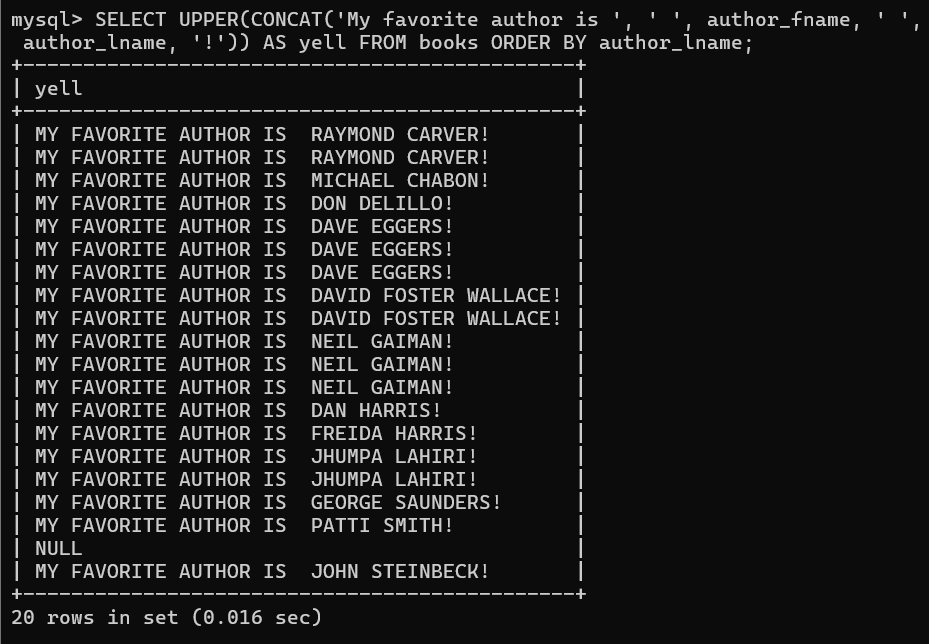 mysql> SELECT UPPER(CONCAT('My favorite author is ', ' ', author_fname, ' ',
 author_lname, '!')) AS yell FROM books ORDER BY author_lname;
+----------------------------------------------+
| yell                                         |
+----------------------------------------------+
| MY FAVORITE AUTHOR IS  RAYMOND CARVER!       |
| MY FAVORITE AUTHOR IS  RAYMOND CARVER!       |
| MY FAVORITE AUTHOR IS  MICHAEL CHABON!       |
| MY FAVORITE AUTHOR IS  DON DELILLO!          |
| MY FAVORITE AUTHOR IS  DAVE EGGERS!          |
| MY FAVORITE AUTHOR IS  DAVE EGGERS!          |
| MY FAVORITE AUTHOR IS  DAVE EGGERS!          |
| MY FAVORITE AUTHOR IS  DAVID FOSTER WALLACE! |
| MY FAVORITE AUTHOR IS  DAVID FOSTER WALLACE! |
| MY FAVORITE AUTHOR IS  NEIL GAIMAN!          |
| MY FAVORITE AUTHOR IS  NEIL GAIMAN!          |
| MY FAVORITE AUTHOR IS  NEIL GAIMAN!          |
| MY FAVORITE AUTHOR IS  DAN HARRIS!           |
| MY FAVORITE AUTHOR IS  FREIDA HARRIS!        |
| MY FAVORITE AUTHOR IS  JHUMPA LAHIRI!        |
| MY FAVORITE AUTHOR IS  JHUMPA LAHIRI!        |
| MY FAVORITE AUTHOR IS  GEORGE SAUNDERS!      |
| MY FAVORITE AUTHOR IS  PATTI SMITH!          |
| NULL                                         |
| MY FAVORITE AUTHOR IS  JOHN STEINBECK!       |
+----------------------------------------------+
20 rows in set (0.016 sec)